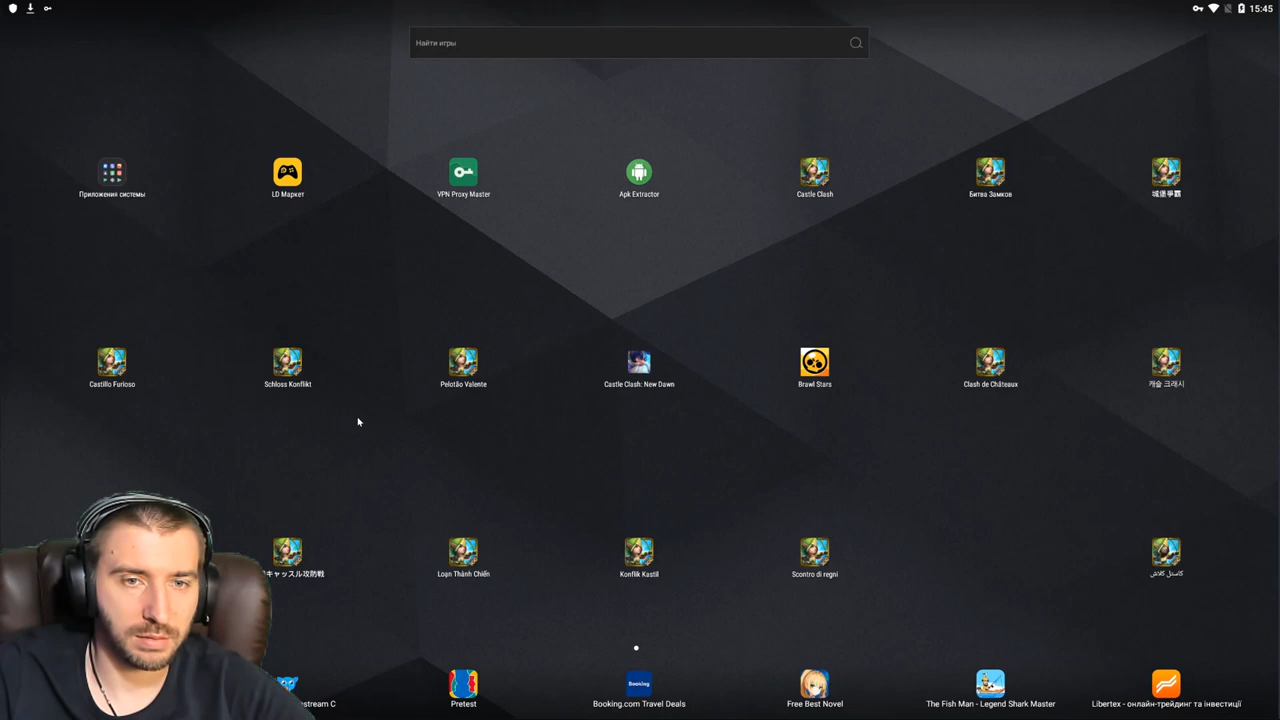 15:45
Найти игры
Приложения системы
LD Маркет
VPN Proxy Master
Apk Extractor
Castle Clash
Битва Замков
城堡爭霸
Castillo Furioso
Schloss Konflikt
Pelotão Valente
Castle Clash: New Dawn
Brawl Stars
Clash de Châteaux
캐슬 크래시
キャッスル攻防戦
Loạn Thành Chiến
Konflik Kastil
Scontro di regni
كاستل كلاش
stream C
Pretest
Booking
Booking.com Travel Deals
Free Best Novel
The Fish Man - Legend Shark Master
Libertex - онлайн-трейдинг та інвестиції